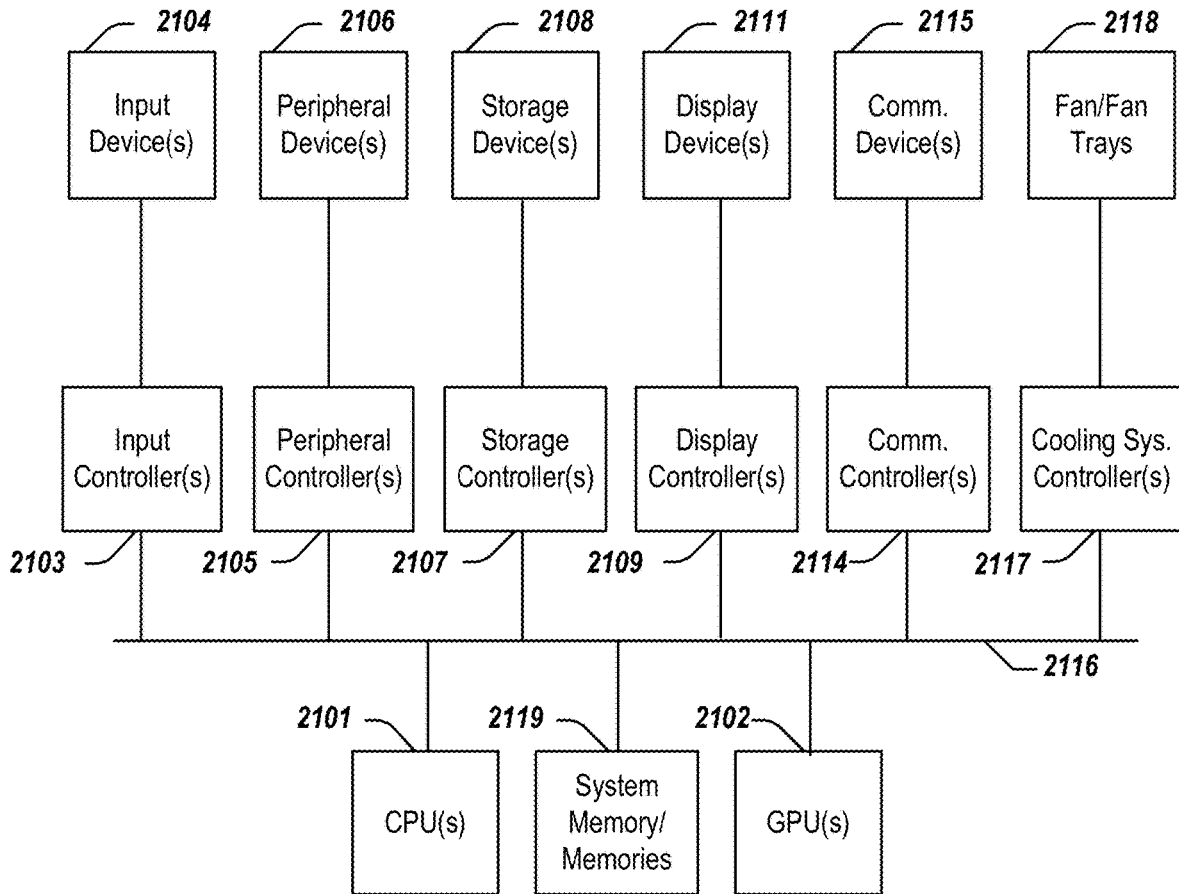 2104
2106
2108
2111
2115
2118
Input
Device(s)
Peripheral
Device(s)
Storage
Device(s)
Display
Device(s)
Comm.
Device(s)
Fan/Fan
Trays
Input
Controller(s)
Peripheral
Controller(s)
Storage
Controller(s)
Display
Controller(s)
Comm.
Controller(s)
Cooling Sys.
Controller(s)
2103
2105
2107
2109
2114
2117
2116
2101
2119
2102
CPU(s)
System
Memory/
Memories
GPU(s)